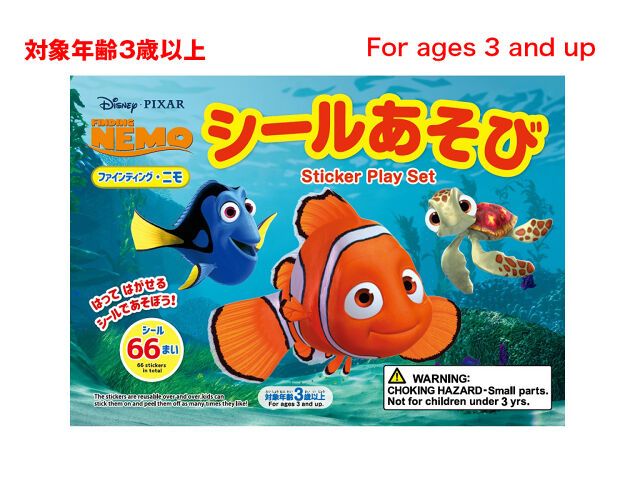 対象年齢3歳以上
For ages 3 and up
Disney · PIXAR
FINDING
NEMO
ファインディング・ニモ
シールあそび
Sticker Play Set
はって はがせる
シールであそぼう!
シール
66まい
66 stickers
in total
The stickers are reusable over and over, kids can
stick them on and peel them off as many times they like!
対象年齢3歳以上
For ages 3 and up.
WARNING:
CHOKING HAZARD-Small parts.
Not for children under 3 yrs.